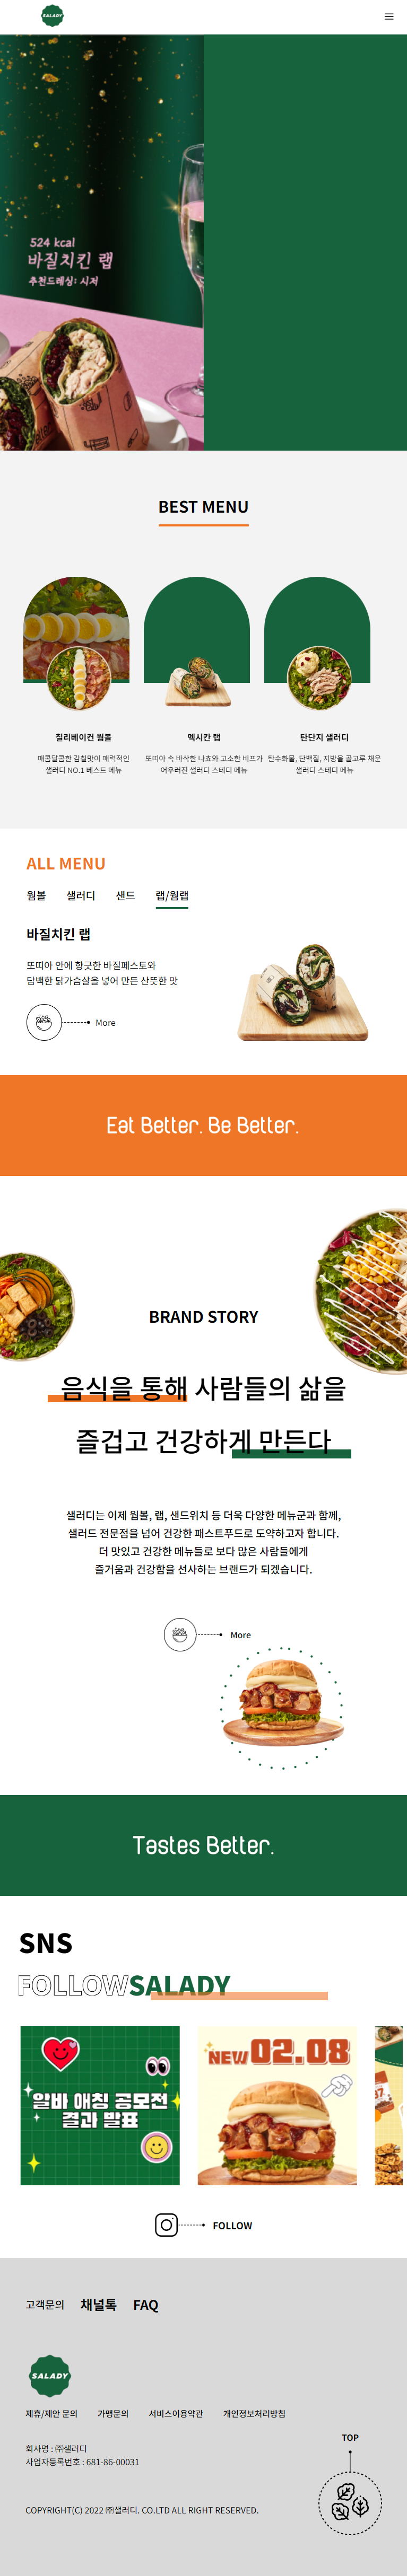 SALADY
524 kcal
바질치킨 랩
추천드레싱: 시저
BEST MENU
칠리베이컨 웜볼
매콤달콤한 감칠맛이 매력적인
샐러디 NO.1 베스트 메뉴
멕시칸 랩
또띠아 속 바삭한 나쵸와 고소한 비프가
어우러진 샐러디 스테디 메뉴
탄단지 샐러디
탄수화물, 단백질, 지방을 골고루 채운
샐러디 스테디 메뉴
ALL MENU
웜볼 샐러디 샌드 랩/웜랩
바질치킨 랩
또띠아 안에 향긋한 바질페스토와
담백한 닭가슴살을 넣어 만든 산뜻한 맛
More
Eat Better. Be Better.
BRAND STORY
음식을 통해 사람들의 삶을
즐겁고 건강하게 만든다
샐러디는 이제 웜볼, 랩, 샌드위치 등 더욱 다양한 메뉴군과 함께,
샐러드 전문점을 넘어 건강한 패스트푸드로 도약하고자 합니다.
더 맛있고 건강한 메뉴들로 보다 많은 사람들에게
즐거움과 건강함을 선사하는 브랜드가 되겠습니다.
More
Tastes Better.
SNS
FOLLOWSALADY
알바 애칭 공모전
결과 발표
NEW 02.08
FOLLOW
고객문의 채널톡 FAQ
SALADY
제휴/제안 문의 가맹문의 서비스이용약관 개인정보처리방침
회사명 : ㈜샐러디
사업자등록번호 : 681-86-00031
TOP
COPYRIGHT(C) 2022 ㈜샐러디. CO.LTD ALL RIGHT RESERVED.